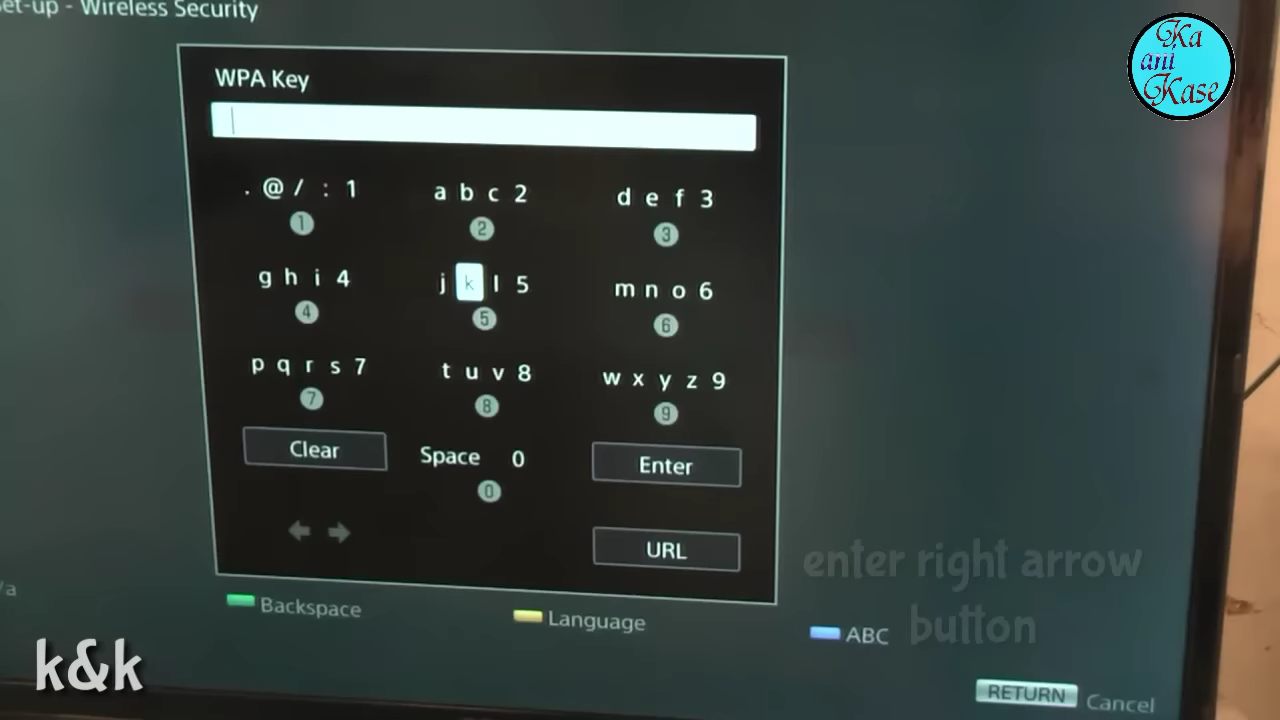 et-up - Wireless Security
Ka
ani
Kase
WPA Key
. @ / : 1
a b c 2
d e f 3
1
2
3
g h i 4
j k l 5
m n o 6
4
5
6
p q r s 7
t u v 8
w x y z 9
7
8
9
Clear
Space 0
Enter
0
URL
enter right arrow
button
/a
Backspace
Language
ABC
k&k
RETURN Cancel